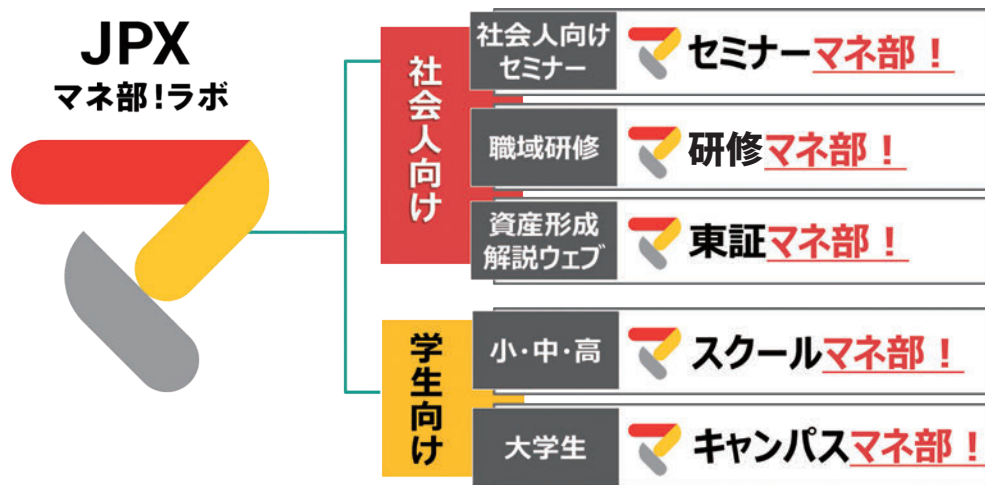 JPX
マネ部!ラボ
社会人向け
社会人向け
セミナー
セミナーマネ部！
職域研修
研修マネ部！
資産形成
解説ウェブ
東証マネ部！
学生向け
小・中・高
スクールマネ部！
大学生
キャンパスマネ部！